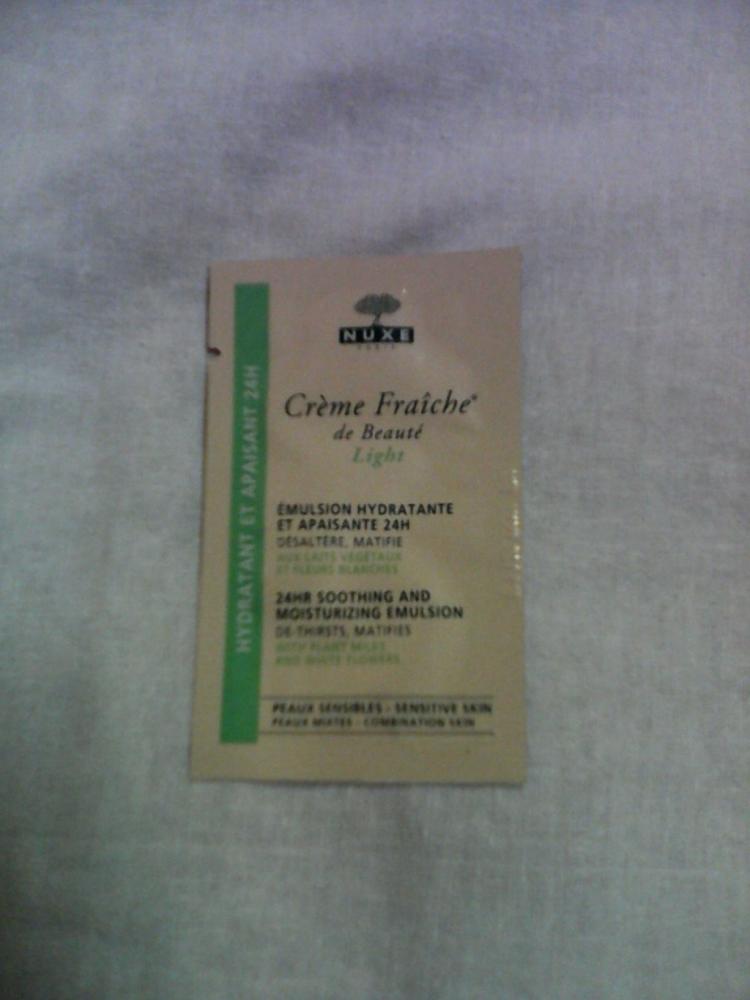 NUXE
PARIS
Crème Fraîche®
de Beauté
Light
HYDRATANT ET APAISANT 24H
ÉMULSION HYDRATANTE
ET APAISANTE 24H
DÉSALTÈRE, MATIFIE
AUX LAITS VÉGÉTAUX
ET FLEURS BLANCHES
24HR SOOTHING AND
MOISTURIZING EMULSION
DE-THIRSTS, MATIFIES
WITH PLANT MILKS
AND WHITE FLOWERS
PEAUX SENSIBLES - SENSITIVE SKIN
PEAUX MIXTES - COMBINATION SKIN